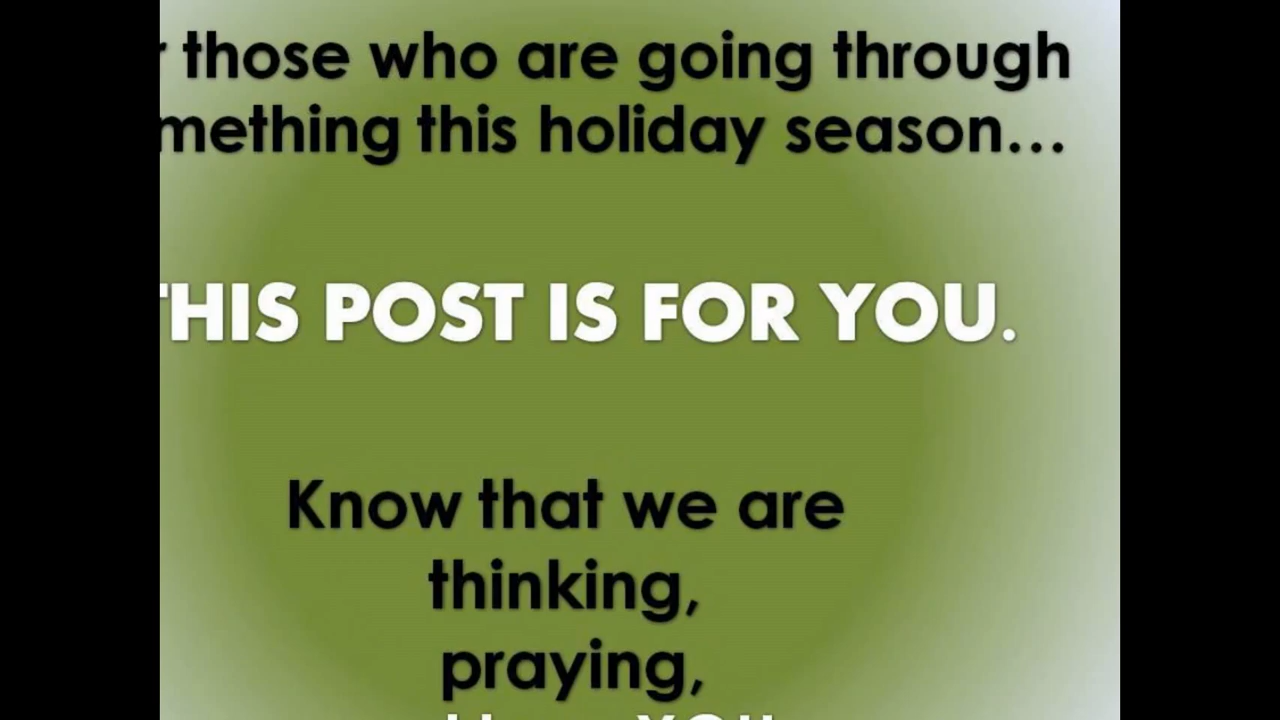 those who are going through
mething this holiday season...
THIS POST IS FOR YOU.
Know that we are
thinking,
praying,